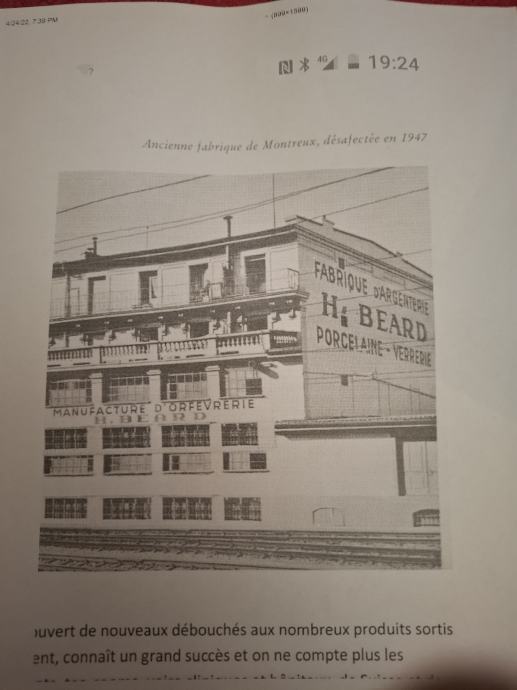 4/24/22, 7:39 PM
4G 19:24
Ancienne fabrique de Montreux, désafectée en 1947
FABRIQUE D'ARGENTERIE
H. BEARD
PORCELAINE - VERRERIE
MANUFACTURE D'ORFEVRERIE
H. BEARD
ouvert de nouveaux débouchés aux nombreux produits sortis
ent, connaît un grand succès et on ne compte plus les